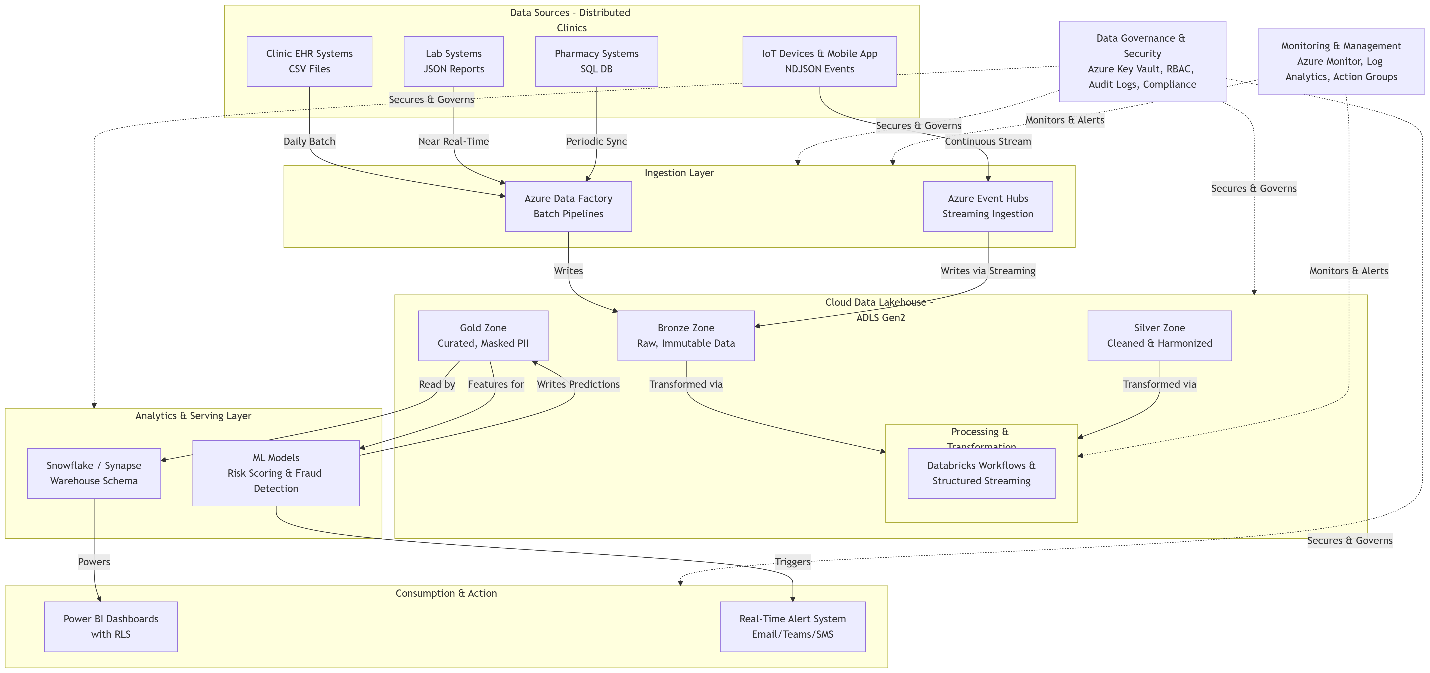 Data Sources - Distributed
Clinics
Clinic EHR Systems
CSV Files
Lab Systems
JSON Reports
Pharmacy Systems
SQL DB
IoT Devices & Mobile App
NDJSON Events
Data Governance &
Security
Azure Key Vault, RBAC,
Audit Logs, Compliance
Monitoring & Management
Azure Monitor, Log
Analytics, Action Groups
Secures & Governs
Secures & Governs
Monitors & Alerts
Daily Batch
Near Real-Time
Periodic Sync
Continuous Stream
Ingestion Layer
Azure Data Factory
Batch Pipelines
Azure Event Hubs
Streaming Ingestion
Secures & Governs
Writes
Writes via Streaming
Monitors & Alerts
Cloud Data Lakehouse -
ADLS Gen2
Gold Zone
Curated, Masked PII
Bronze Zone
Raw, Immutable Data
Silver Zone
Cleaned & Harmonized
Read by
Features for
Writes Predictions
Transformed via
Transformed via
Analytics & Serving Layer
Snowflake / Synapse
Warehouse Schema
ML Models
Risk Scoring & Fraud
Detection
Processing &
Transformation
Databricks Workflows &
Structured Streaming
Secures & Governs
Powers
Triggers
Consumption & Action
Power BI Dashboards
with RLS
Real-Time Alert System
Email/Teams/SMS